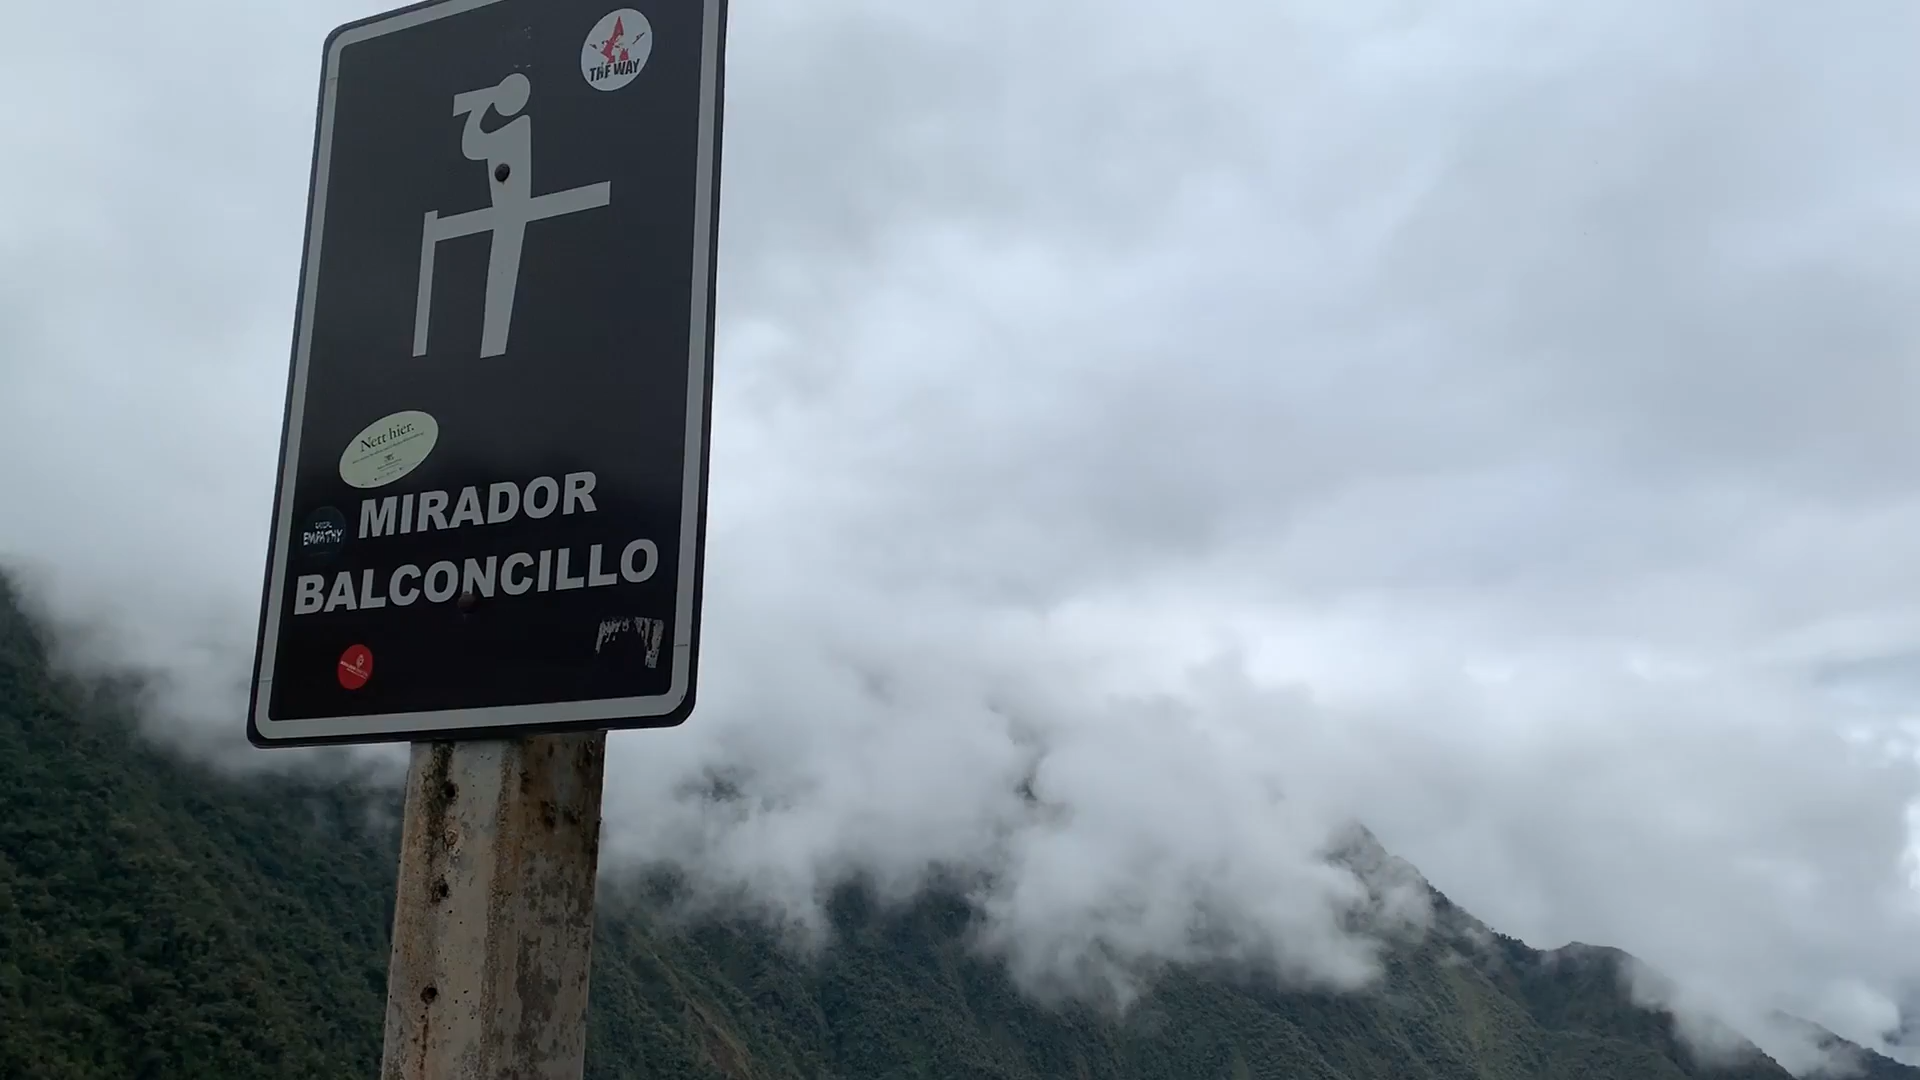 THE WAY
Nett hier.
MIRADOR
EMPATHY
BALCONCILLO